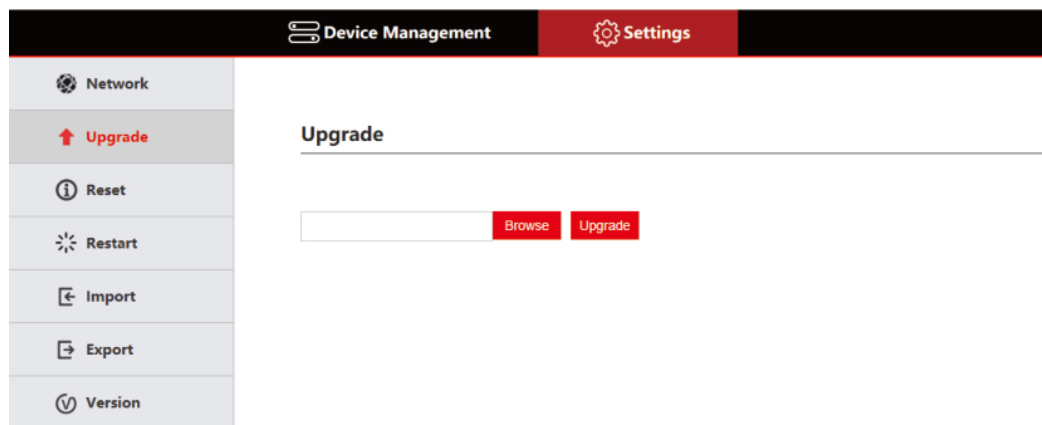 Device Management
Settings
Network
Upgrade
Reset
Restart
Import
Export
Version
Upgrade
Browse
Upgrade